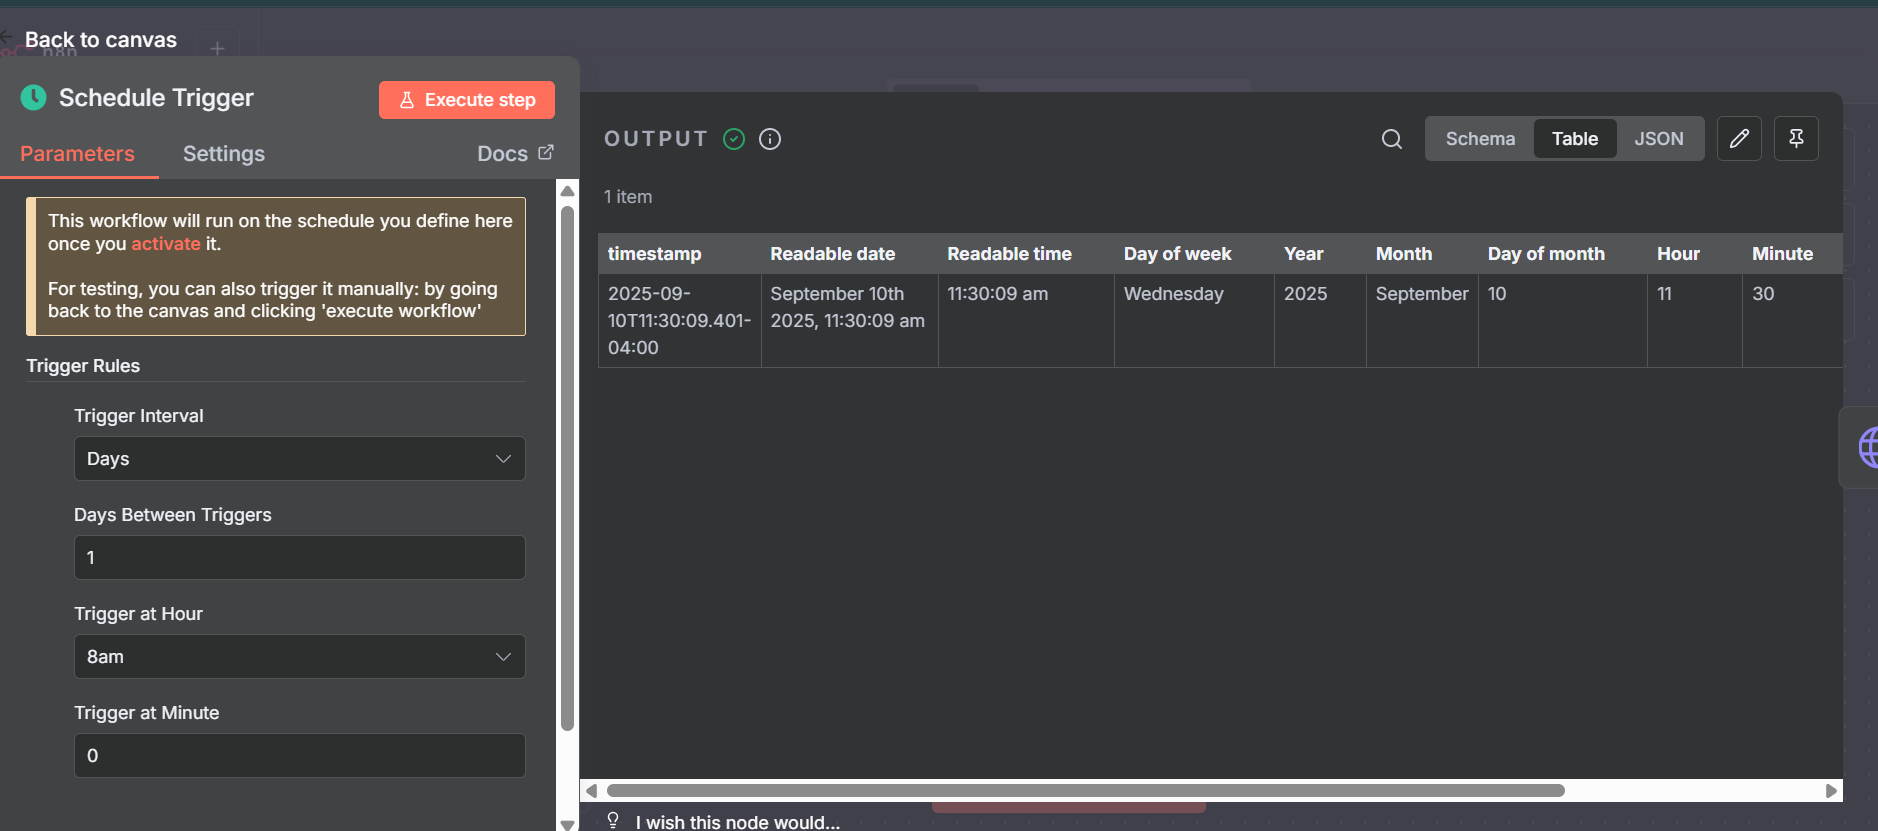 Back to canvas
n8n
Schedule Trigger
Execute step
Parameters
Settings
Docs
This workflow will run on the schedule you define here
once you activate it.
For testing, you can also trigger it manually: by going
back to the canvas and clicking 'execute workflow'
Trigger Rules
Trigger Interval
Days
Days Between Triggers
1
Trigger at Hour
8am
Trigger at Minute
0
OUTPUT
Schema
Table
JSON
1 item
timestamp Readable date Readable time Day of week Year Month Day of month Hour Minute
2025-09- September 10th 11:30:09 am Wednesday 2025 September 10 11 30
10T11:30:09.401- 2025, 11:30:09 am
04:00
I wish this node would...